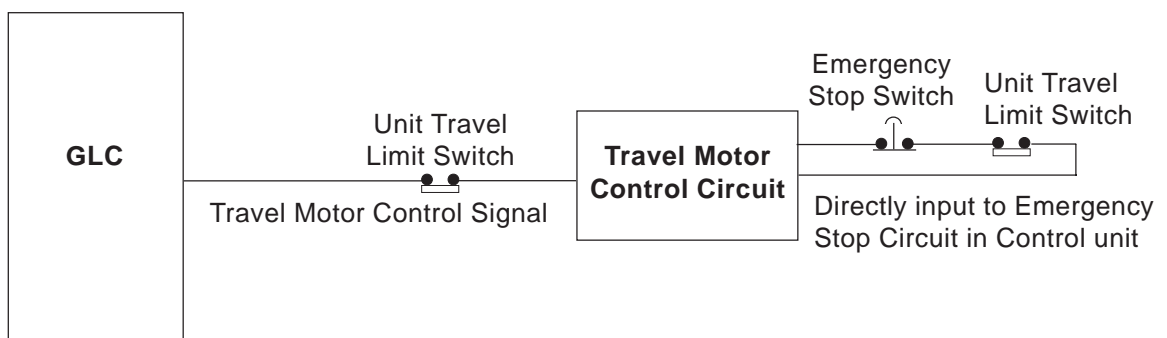 GLC
Unit Travel
Limit Switch
Travel Motor Control Signal
Travel Motor
Control Circuit
Emergency
Stop Switch
Unit Travel
Limit Switch
Directly input to Emergency
Stop Circuit in Control unit